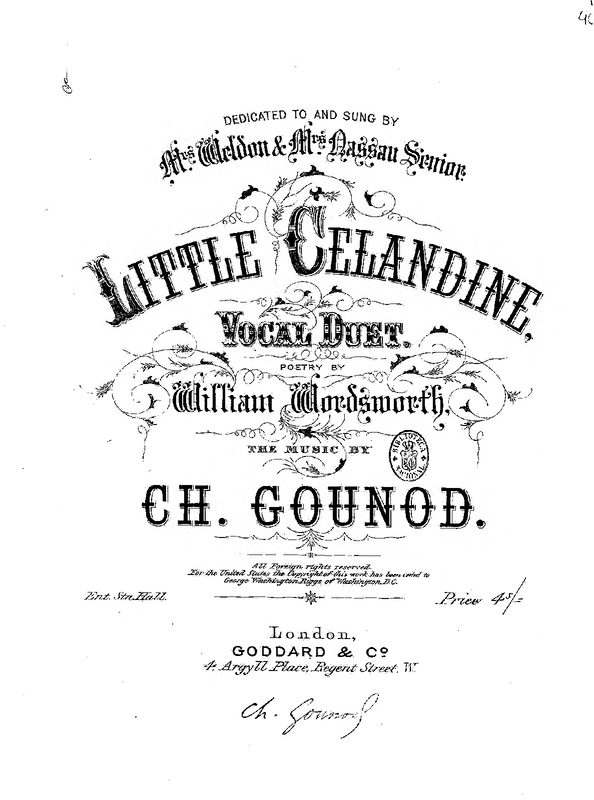 DEDICATED TO AND SUNG BY
Mrs. Weldon & Mrs. Nassau Senior.
LITTLE CELANDINE,
VOCAL DUET.
POETRY BY
William Wordsworth,
THE MUSIC BY
BIBLIOTECA NACIONAL
CH. GOUNOD.
All Foreign rights reserved.
For the United States the Copyright of this work has been ceded to
George Washington Riggs of Washington, D.C.
Ent. Sta. Hall.
Price 4s/=
London,
GODDARD & Co
4, Argyll Place, Regent Street, W.
Ch. Gounod